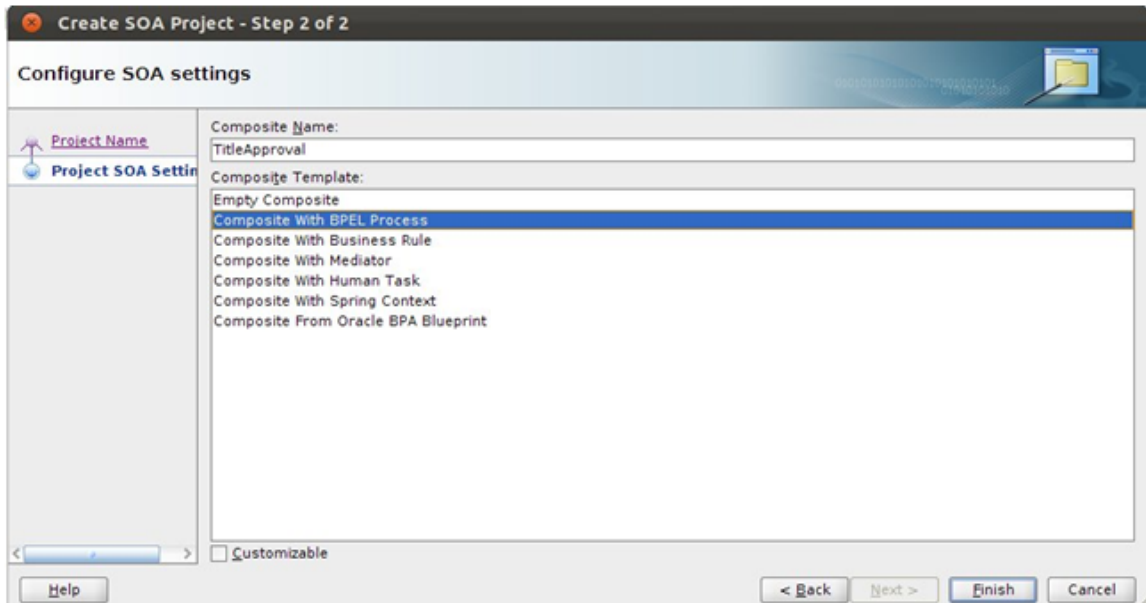 Create SOA Project - Step 2 of 2
Configure SOA settings
Project Name
Project SOA Settin
Composite Name:
TitleApproval
Composite Template:
Empty Composite
Composite With BPEL Process
Composite With Business Rule
Composite With Mediator
Composite With Human Task
Composite With Spring Context
Composite From Oracle BPA Blueprint
Customizable
Help
< Back
Next >
Finish
Cancel